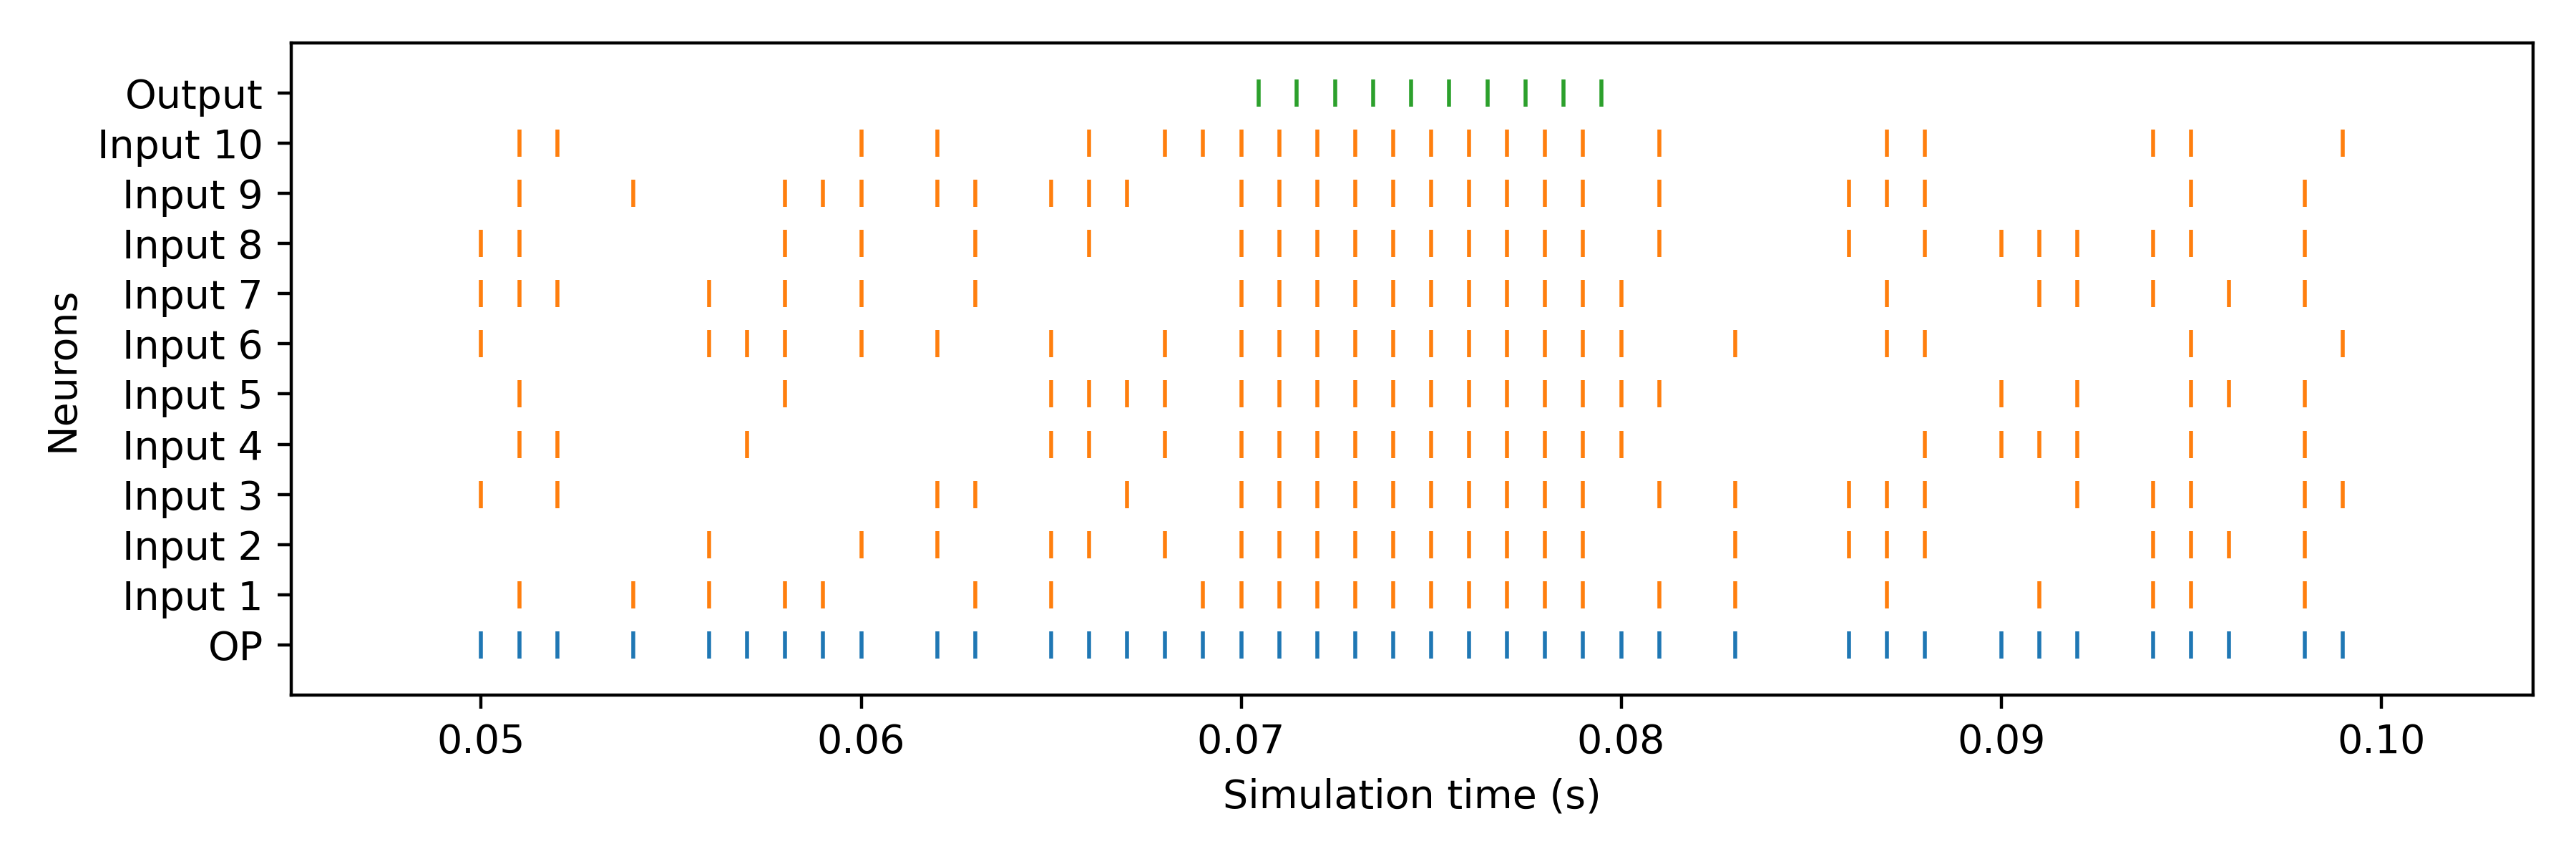 Output
Input 10
Input 9
Input 8
Input 7
Input 6
Input 5
Input 4
Input 3
Input 2
Input 1
OP
Neurons
0.05 0.06 0.07 0.08 0.09 0.10
Simulation time (s)